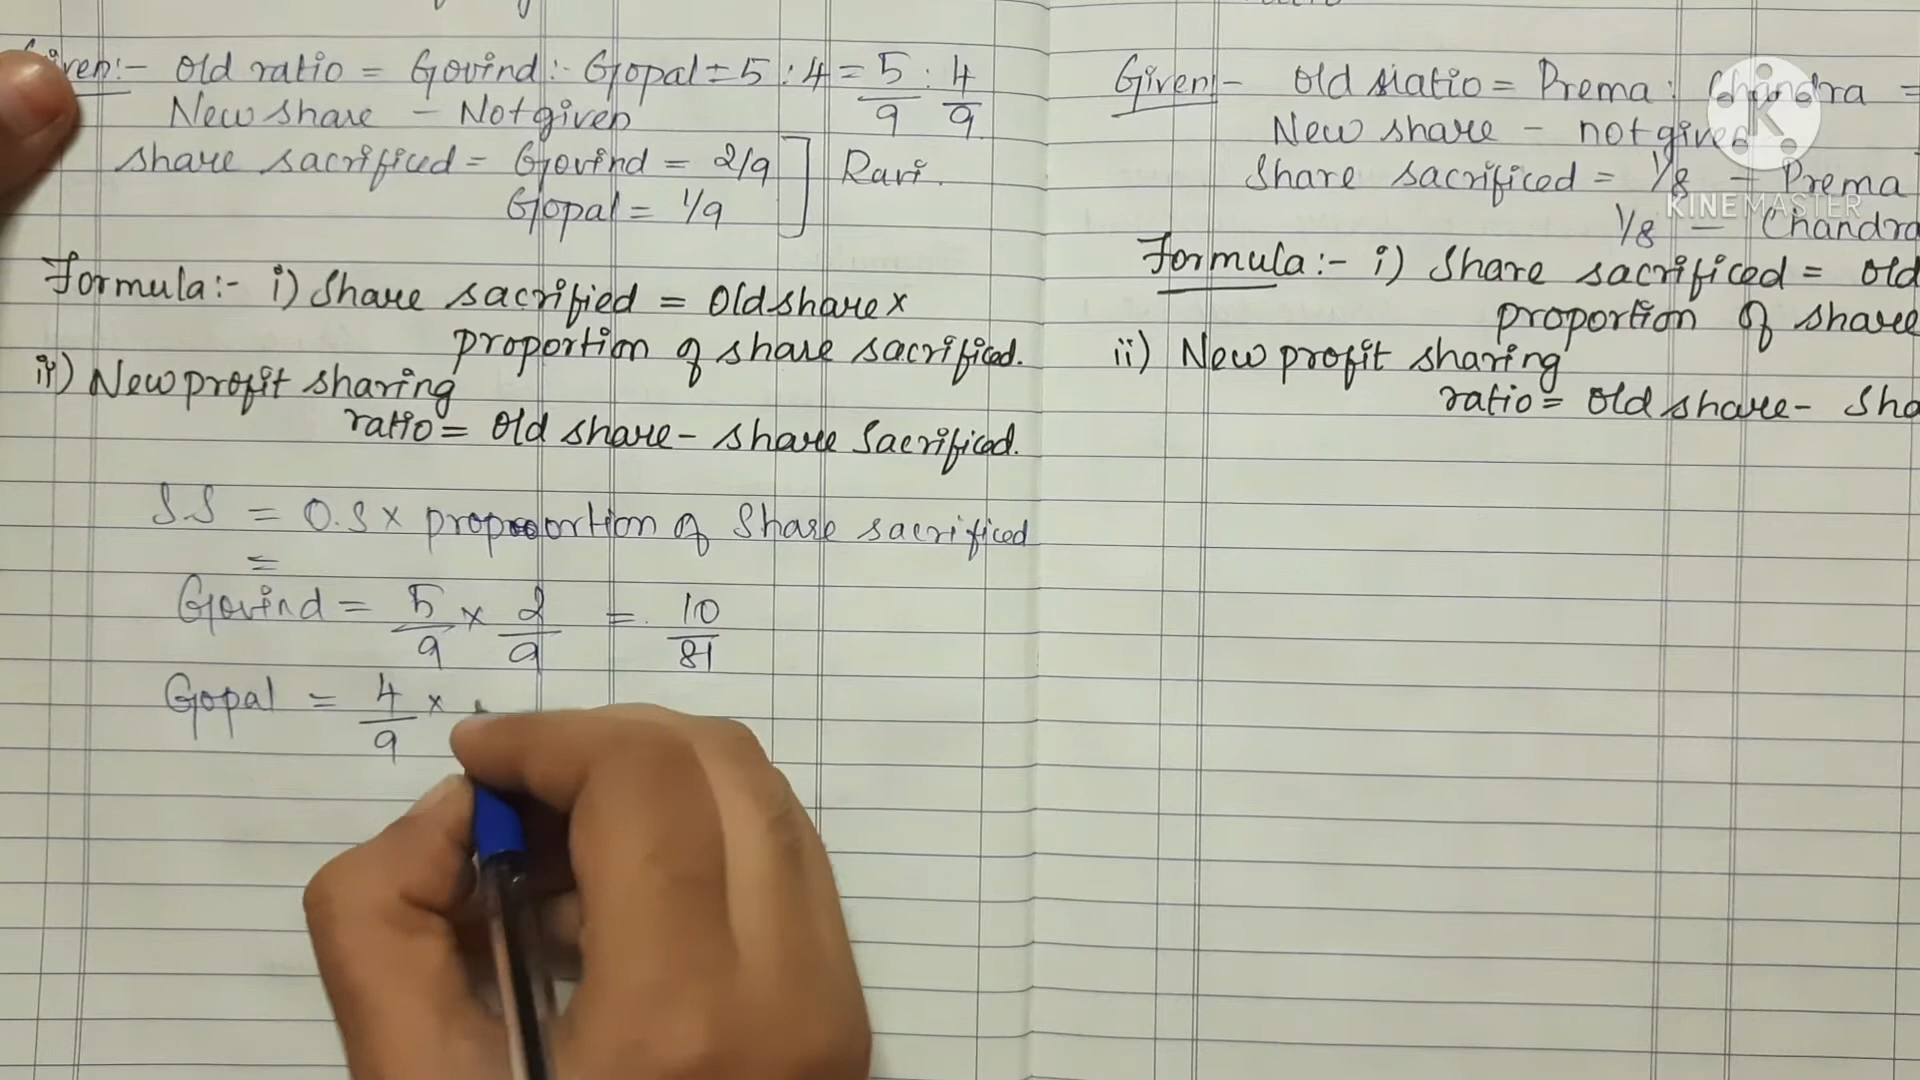 Given:- Old ratio = Govind:- Gopal = 5 : 4 = 5/9 : 4/9
New share - Not given
share sacrificed = Govind = 2/9 ] Ravi.
Gopal = 1/9
Formula:- i) Share sacrified = Old share x
proportion of share sacrificed.
ii) New profit sharing
ratio = Old share - share Sacrificed.
S.S = O.S x proportion of Share sacrificed
=
Govind = 5/9 x 2/9 = 10/81
Gopal = 4/9 x
Given:- Old ratio = Prema : Chandra =
New share - not given
Share sacrificed = 1/8 - Prema
1/8 - Chandra
Formula:- i) Share sacrificed = Old
proportion of share
ii) New profit sharing
ratio = Old share - Sha
K
KINEMASTER